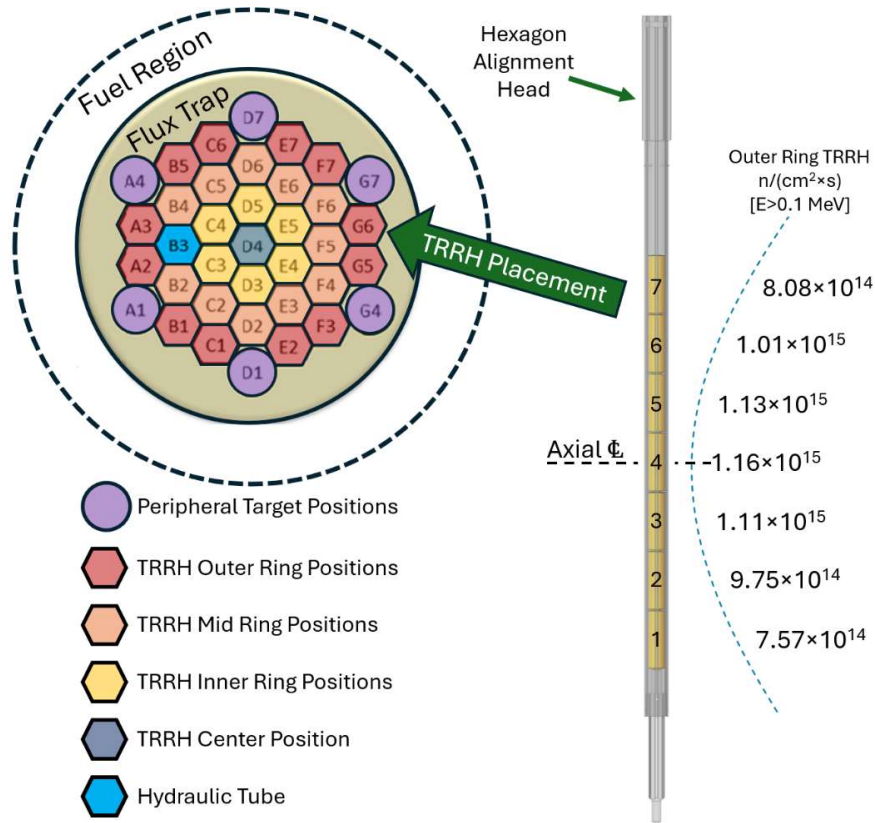 Fuel Region
Flux Trap
D7
C6
E7
B5
D6
F7
A4
C5
E6
G7
B4
D5
F6
A3
C4
E5
G6
B3
D4
F5
A2
C3
E4
G5
B2
D3
F4
A1
C2
E3
G4
B1
D2
F3
C1
E2
D1
Peripheral Target Positions
TRRH Outer Ring Positions
TRRH Mid Ring Positions
TRRH Inner Ring Positions
TRRH Center Position
Hydraulic Tube
TRRH Placement
Hexagon
Alignment
Head
Axial ℄
7
6
5
4
3
2
1
Outer Ring TRRH
n/(cm²×s)
[E>0.1 MeV]
8.08×10¹⁴
1.01×10¹⁵
1.13×10¹⁵
1.16×10¹⁵
1.11×10¹⁵
9.75×10¹⁴
7.57×10¹⁴